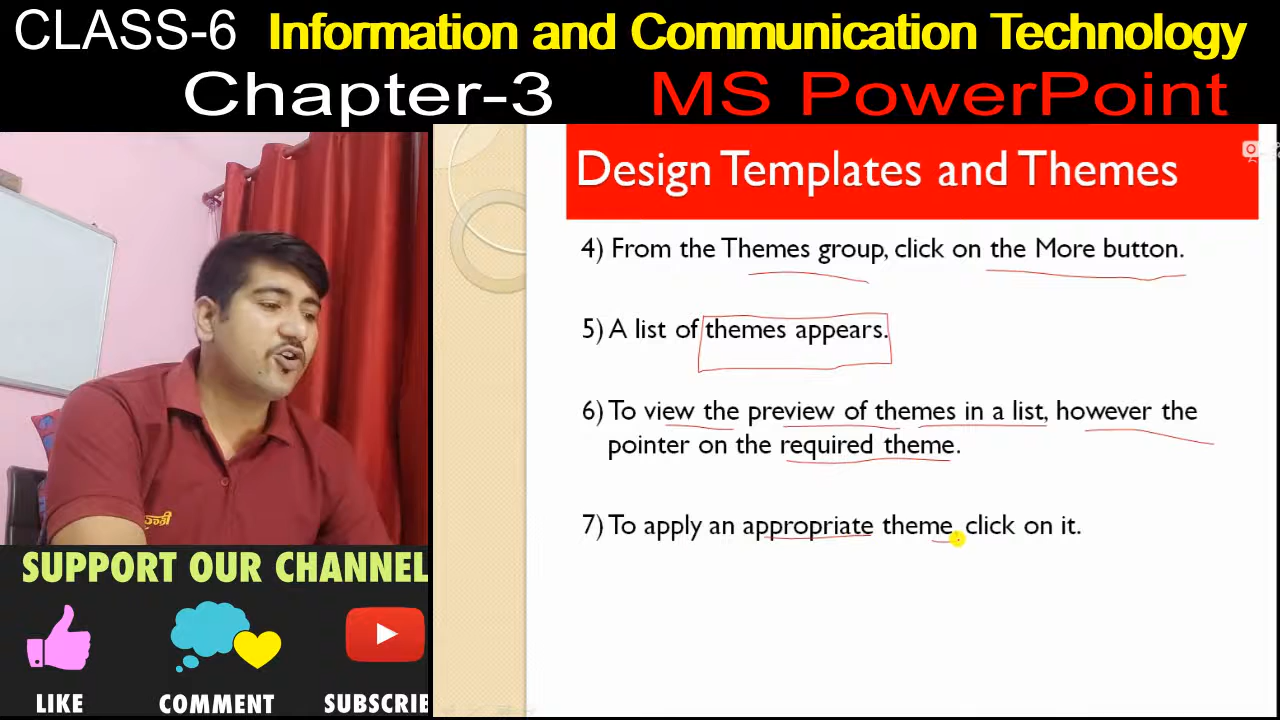 CLASS-6 Information and Communication Technology
Chapter-3 MS PowerPoint
Design Templates and Themes
4) From the Themes group, click on the More button.
5) A list of themes appears.
6) To view the preview of themes in a list, however the
pointer on the required theme.
7) To apply an appropriate theme, click on it.
SUPPORT OUR CHANNEL
LIKE
COMMENT
SUBSCRIE